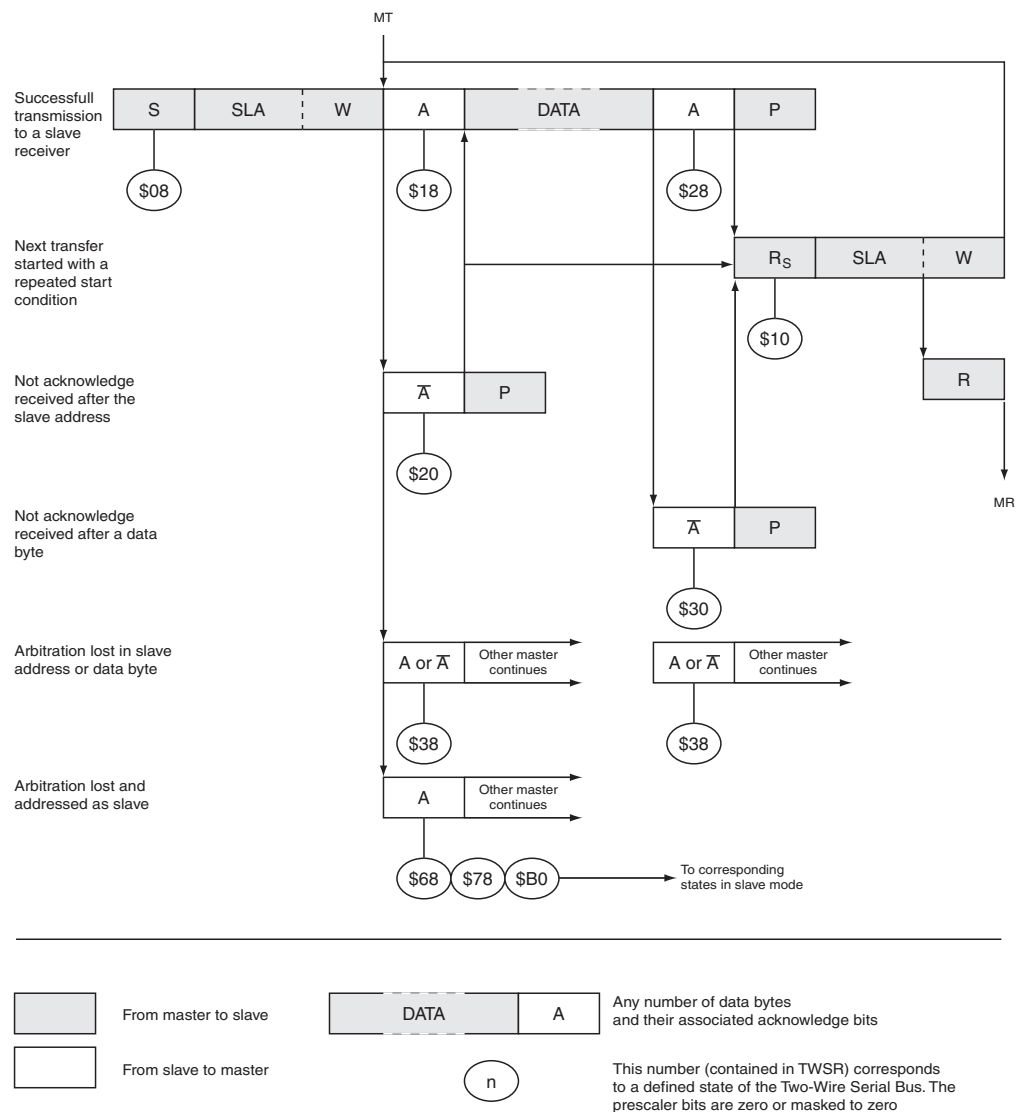 MT
Successfull
transmission
to a slave
receiver
S SLA W A DATA A P
$08 $18 $28
Next transfer
started with a
repeated start
condition
RS SLA W
$10
Not acknowledge
received after the
slave address
A̅ P
R
$20
MR
Not acknowledge
received after a data
byte
A̅ P
$30
Arbitration lost in slave
address or data byte
A or A̅ Other master
continues
A or A̅ Other master
continues
$38 $38
Arbitration lost and
addressed as slave
A Other master
continues
$68 $78 $B0
To corresponding
states in slave mode
From master to slave
DATA A
Any number of data bytes
and their associated acknowledge bits
From slave to master
n
This number (contained in TWSR) corresponds
to a defined state of the Two-Wire Serial Bus. The
prescaler bits are zero or masked to zero